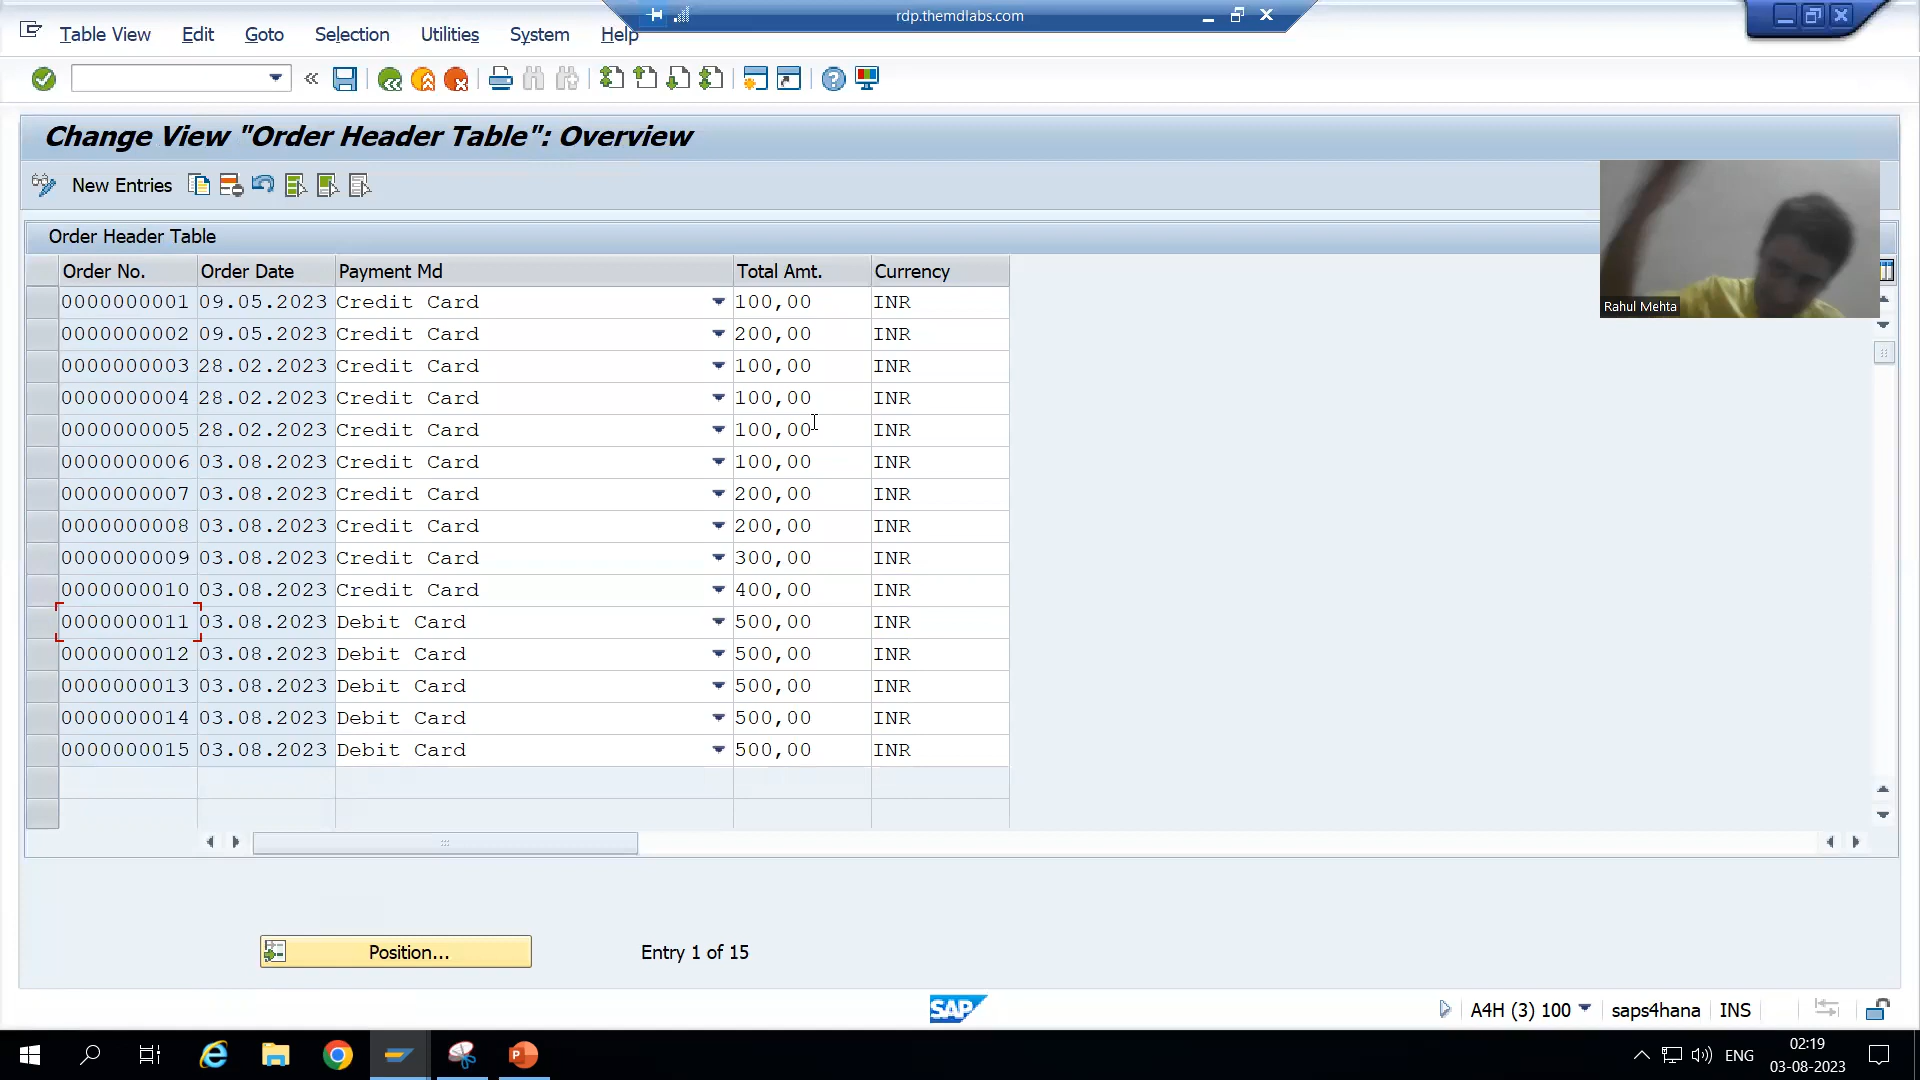 rdp.themdlabs.com
Table View Edit Goto Selection Utilities System Help
Change View "Order Header Table": Overview
New Entries
Rahul Mehta
Order Header Table
Order No. Order Date Payment Md Total Amt. Currency
0000000001 09.05.2023 Credit Card 100,00 INR
0000000002 09.05.2023 Credit Card 200,00 INR
0000000003 28.02.2023 Credit Card 100,00 INR
0000000004 28.02.2023 Credit Card 100,00 INR
0000000005 28.02.2023 Credit Card 100,00 INR
0000000006 03.08.2023 Credit Card 100,00 INR
0000000007 03.08.2023 Credit Card 200,00 INR
0000000008 03.08.2023 Credit Card 200,00 INR
0000000009 03.08.2023 Credit Card 300,00 INR
0000000010 03.08.2023 Credit Card 400,00 INR
0000000011 03.08.2023 Debit Card 500,00 INR
0000000012 03.08.2023 Debit Card 500,00 INR
0000000013 03.08.2023 Debit Card 500,00 INR
0000000014 03.08.2023 Debit Card 500,00 INR
0000000015 03.08.2023 Debit Card 500,00 INR
Position... Entry 1 of 15
SAP A4H (3) 100 saps4hana INS
ENG 02:19
03-08-2023